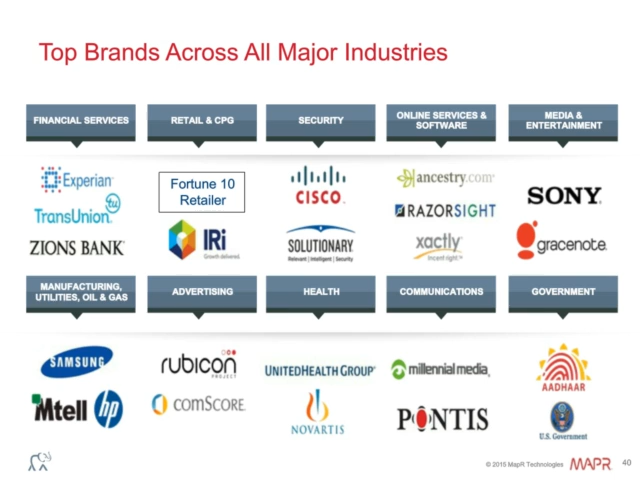 Top Brands Across All Major Industries
FINANCIAL SERVICES
RETAIL & CPG
SECURITY
ONLINE SERVICES &
SOFTWARE
MEDIA &
ENTERTAINMENT
Experian
TransUnion
tu
ZIONS BANK
Fortune 10
Retailer
IRi
Growth delivered.
CISCO
SOLUTIONARY
Relevant | Intelligent | Security
ancestry.com
RAZORSIGHT
xactly
incent right™
SONY
gracenote
MANUFACTURING,
UTILITIES, OIL & GAS
ADVERTISING
HEALTH
COMMUNICATIONS
GOVERNMENT
SAMSUNG
Mtell
hp
rubicon
PROJECT
COMSCORE
UNITEDHEALTH GROUP
NOVARTIS
millennial media
PONTIS
AADHAAR
U.S. Government
© 2015 MapR Technologies
MAPR
40